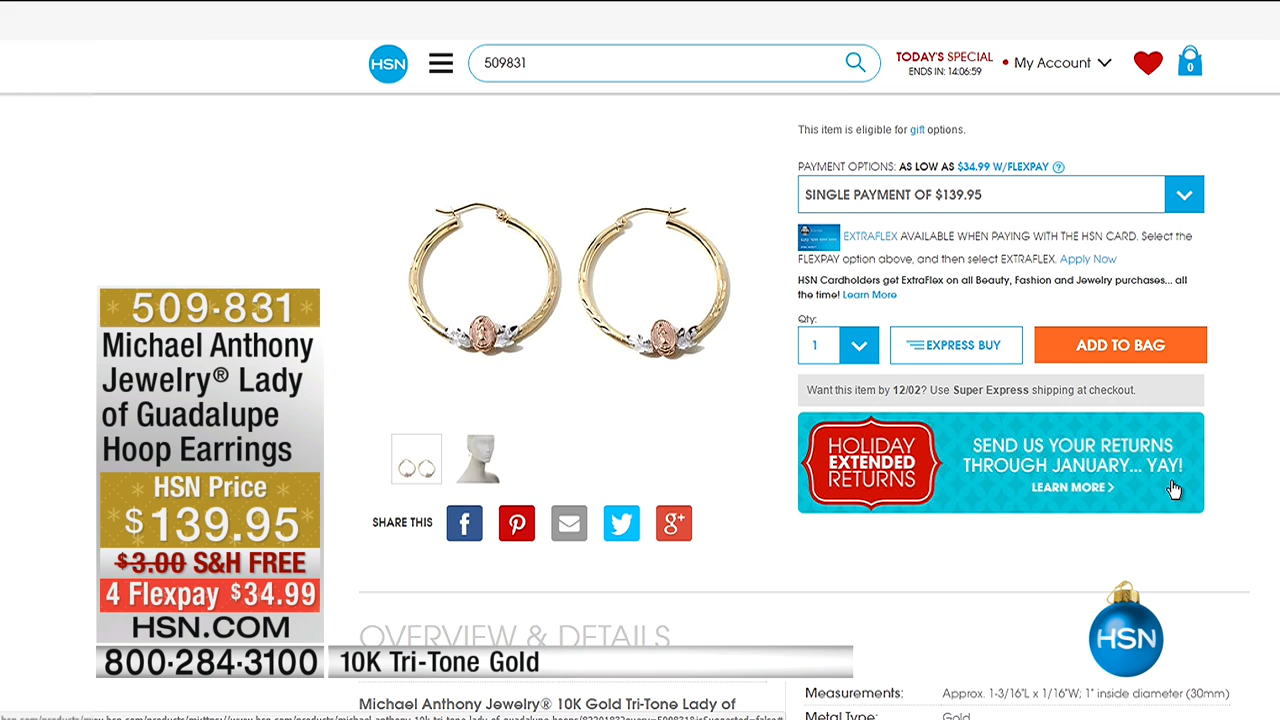 HSN
509831
TODAY'S SPECIAL
ENDS IN: 14:06:59
My Account
0
This item is eligible for gift options.
PAYMENT OPTIONS: AS LOW AS $34.99 W/FLEXPAY ?
SINGLE PAYMENT OF $139.95
EXTRAFLEX AVAILABLE WHEN PAYING WITH THE HSN CARD. Select the
FLEXPAY option above, and then select EXTRAFLEX. Apply Now
HSN Cardholders get ExtraFlex on all Beauty, Fashion and Jewelry purchases... all
the time! Learn More
Qty:
1
EXPRESS BUY
ADD TO BAG
Want this item by 12/02? Use Super Express shipping at checkout.
HOLIDAY
EXTENDED
RETURNS
SEND US YOUR RETURNS
THROUGH JANUARY... YAY!
LEARN MORE >
SHARE THIS
f
g+
509·831
Michael Anthony
Jewelry® Lady
of Guadalupe
Hoop Earrings
HSN Price
$139.95
$3.00 S&H FREE
4 Flexpay $34.99
HSN.COM
800·284·3100
10K Tri-Tone Gold
OVERVIEW & DETAILS
HSN
Michael Anthony Jewelry® 10K Gold Tri-Tone Lady of
Measurements: Approx. 1-3/16"L x 1/16"W; 1" inside diameter (30mm)
Metal Type: Gold